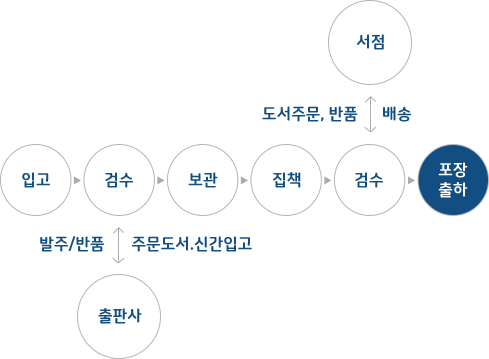 서점
도서주문, 반품 배송
입고 검수 보관 집책 검수 포장
출하
발주/반품 주문도서.신간입고
출판사